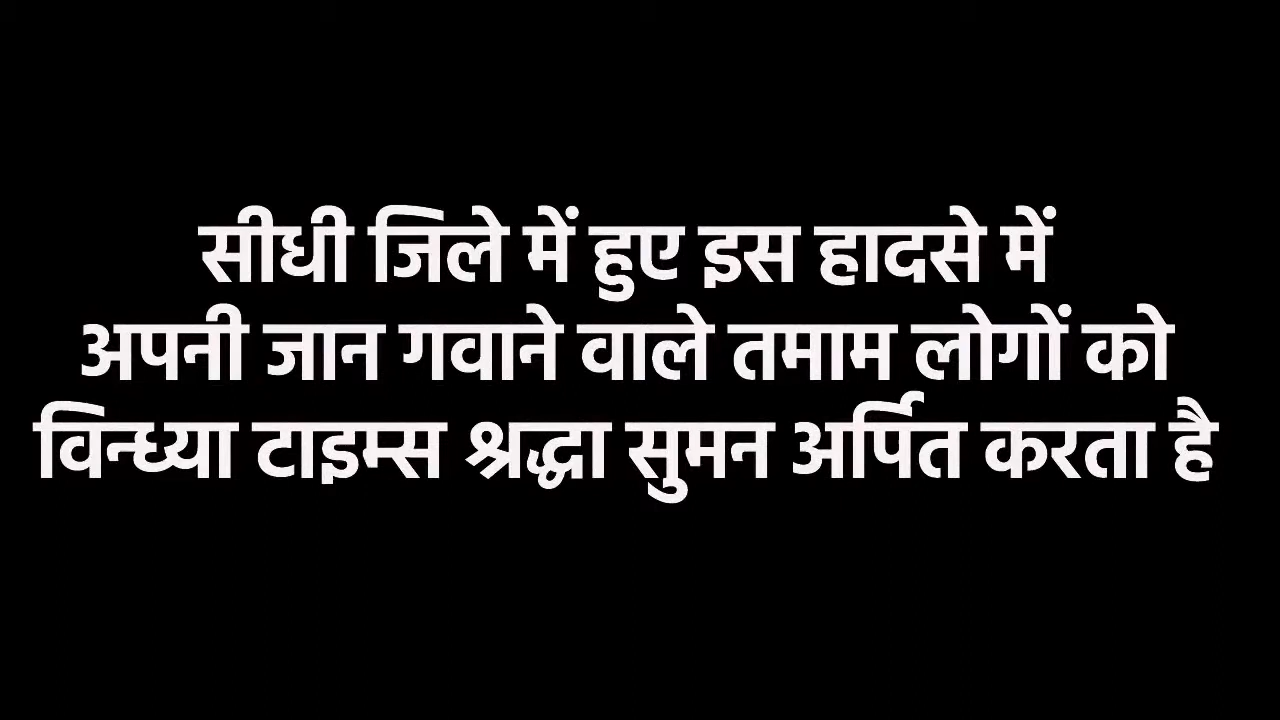 सीधी जिले में हुए इस हादसे में
अपनी जान गवाने वाले तमाम लोगों को
विन्ध्या टाइम्स श्रद्धा सुमन अर्पित करता है